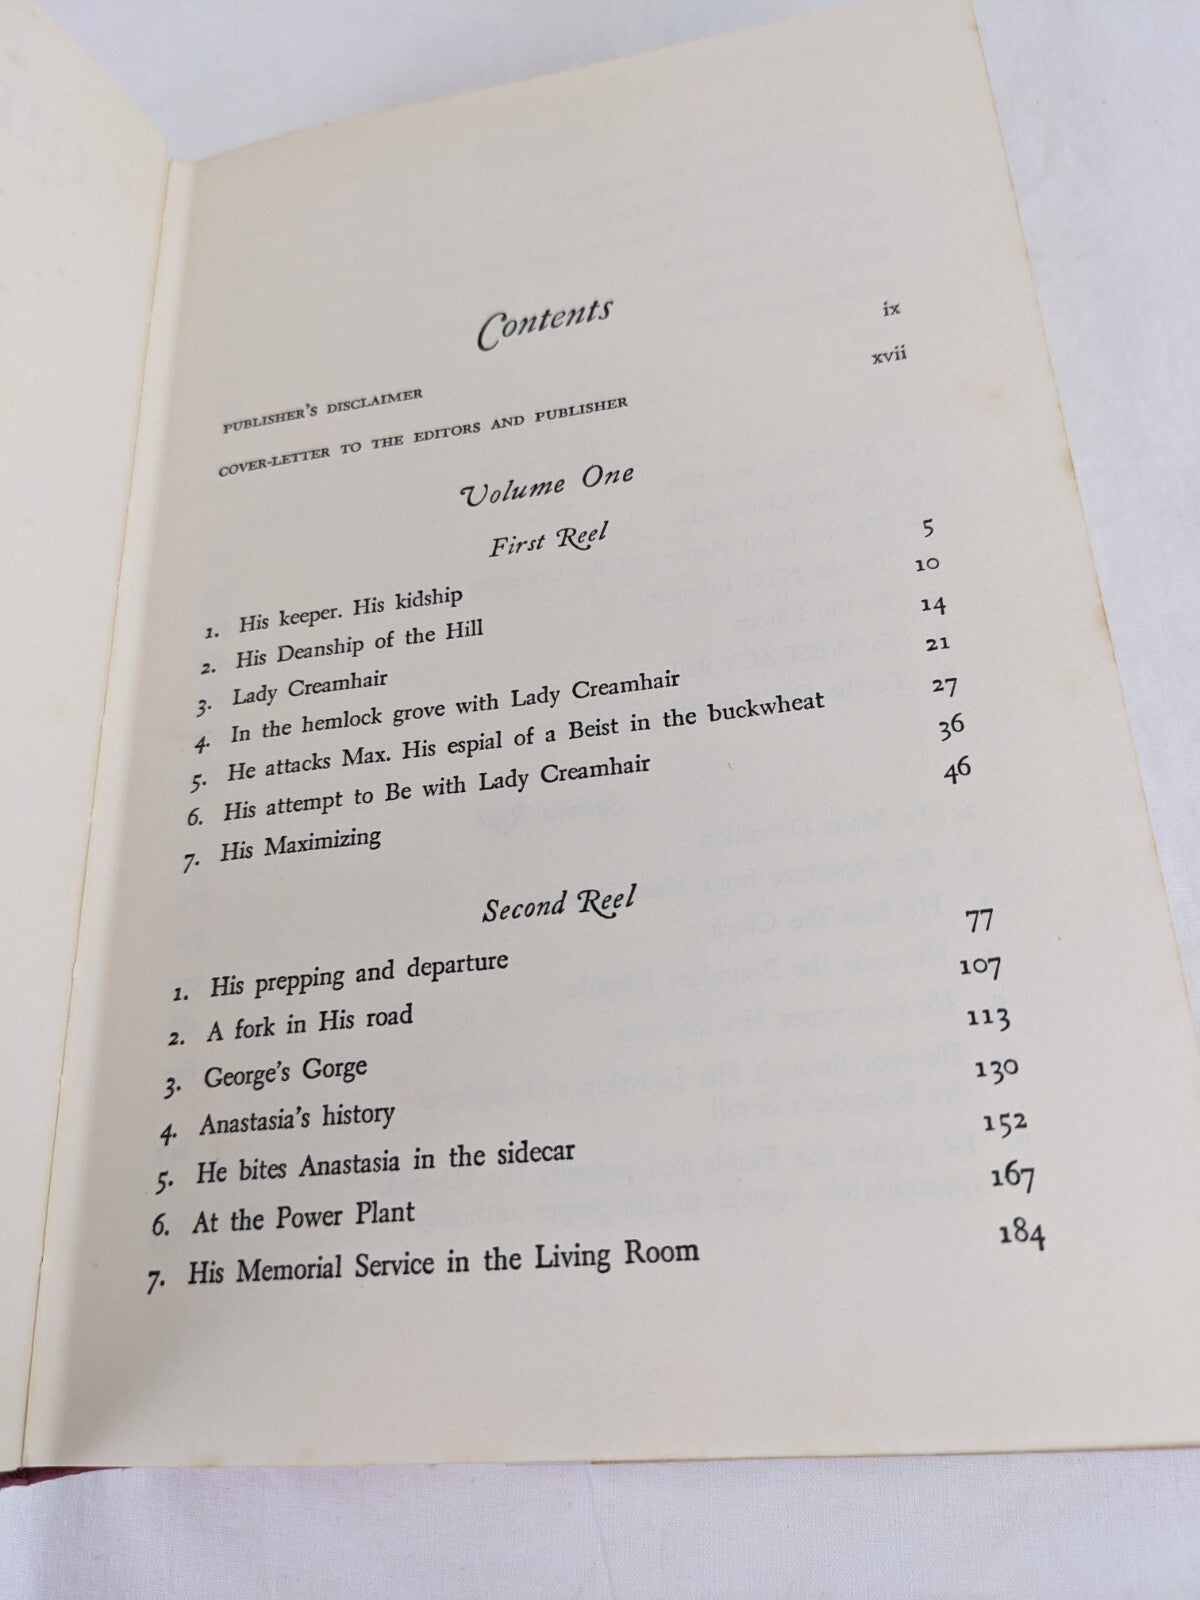 Contents
PUBLISHER'S DISCLAIMER ix
COVER-LETTER TO THE EDITORS AND PUBLISHER xvii
Volume One
First Reel
1. His keeper. His kidship 5
2. His Deanship of the Hill 10
3. Lady Creamhair 14
4. In the hemlock grove with Lady Creamhair 21
5. He attacks Max. His espial of a Beist in the buckwheat 27
6. His attempt to Be with Lady Creamhair 36
7. His Maximizing 46
Second Reel
1. His prepping and departure 77
2. A fork in His road 107
3. George's Gorge 113
4. Anastasia's history 130
5. He bites Anastasia in the sidecar 152
6. At the Power Plant 167
7. His Memorial Service in the Living Room 184